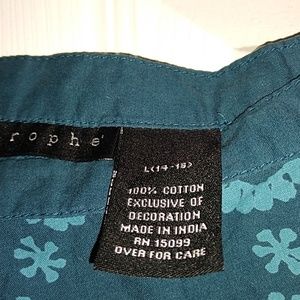 rophe'
L (14-16)
100% COTTON
EXCLUSIVE OF
DECORATION
MADE IN INDIA
RN 15099
OVER FOR CARE